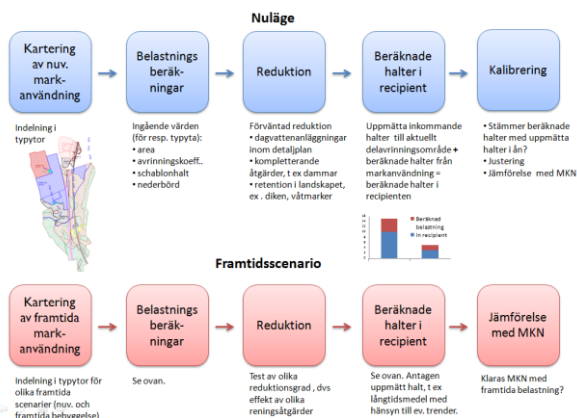 Nuläge
Kartering
av nuv.
mark-
användning
Belastnings
beräk-
ningar
Reduktion
Beräknade
halter i
recipient
Kalibrering
Indelning i
typytor
Ingående värden
(för resp. typyta):
• area
• avrinningskoeff..
• schablonhalt
• nederbörd
Förväntad reduktion
• dagvattenanläggningar
inom detaljplan
• kompletterande
åtgärder, t ex dammar
• retention i landskapet,
ex . diken, våtmarker
Uppmätta inkommande
halter till aktuellt
delavrinningsområde +
beräknade halter från
markanvändning =
beräknade halter i
recipienten
• Stämmer beräknade
halter med uppmätta
halter i ån?
• Justering
• Jämförelse med MKN
Beräknad
belastning
In recipient
Framtidsscenario
Kartering
av framtida
mark-
användning
Belastnings
beräk-
ningar
Reduktion
Beräknade
halter i
recipient
Jämförelse
med MKN
Indelning i typytor för
olika framtida
scenarier (nuv. och
framtida bebyggelse)
Se ovan.
Test av olika
reduktionsgrad , dvs
effekt av olika
reningsåtgärder
Se ovan. Antagen
uppmätt halt, t ex
långtidsmedel med
hänsyn till ev. trender.
Klaras MKN med
framtida belastning?